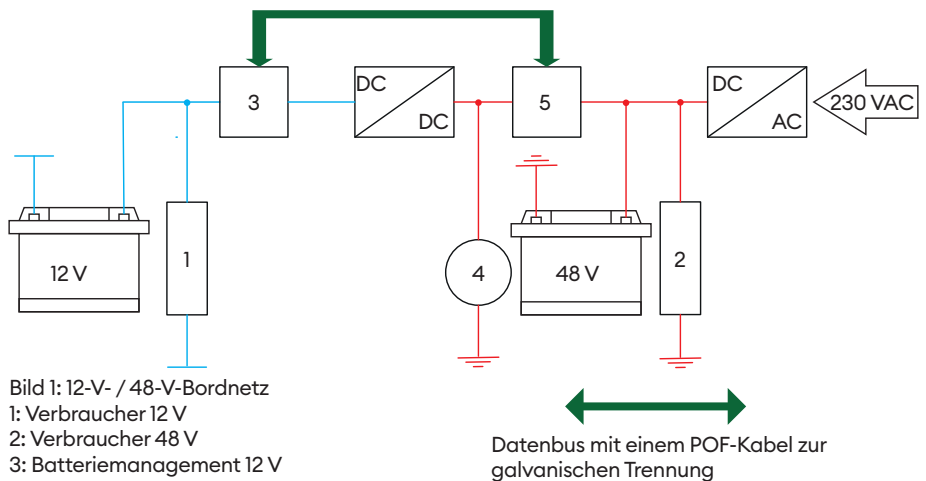 3
DC
DC
5
DC
AC
230 VAC
12 V
1
4
48 V
2
Bild 1: 12-V- / 48-V-Bordnetz
1: Verbraucher 12 V
2: Verbraucher 48 V
3: Batteriemanagement 12 V
Datenbus mit einem POF-Kabel zur
galvanischen Trennung